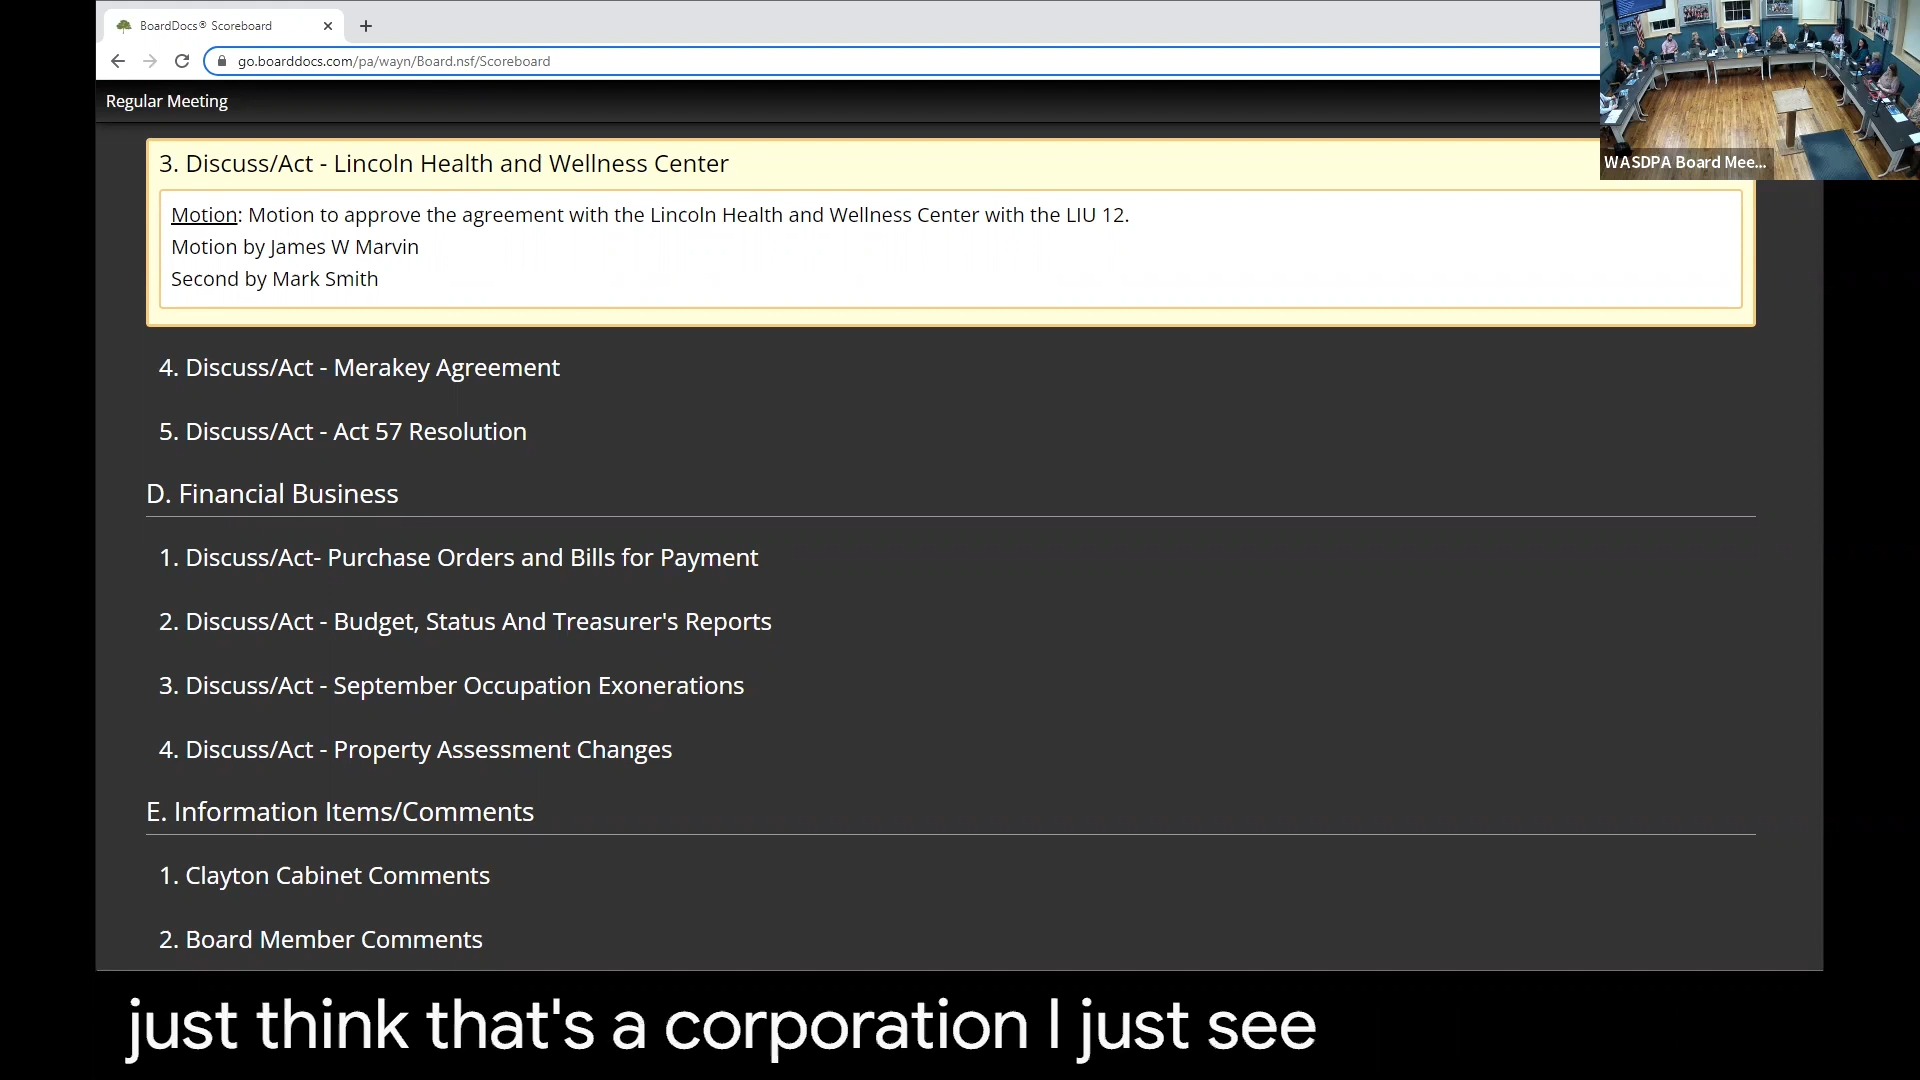 BoardDocs® Scoreboard
go.boarddocs.com/pa/wayn/Board.nsf/Scoreboard
Regular Meeting
WASDPA Board Mee...
3. Discuss/Act - Lincoln Health and Wellness Center
Motion: Motion to approve the agreement with the Lincoln Health and Wellness Center with the LIU 12.
Motion by James W Marvin
Second by Mark Smith
4. Discuss/Act - Merakey Agreement
5. Discuss/Act - Act 57 Resolution
D. Financial Business
1. Discuss/Act- Purchase Orders and Bills for Payment
2. Discuss/Act - Budget, Status And Treasurer's Reports
3. Discuss/Act - September Occupation Exonerations
4. Discuss/Act - Property Assessment Changes
E. Information Items/Comments
1. Clayton Cabinet Comments
2. Board Member Comments
just think that's a corporation I just see